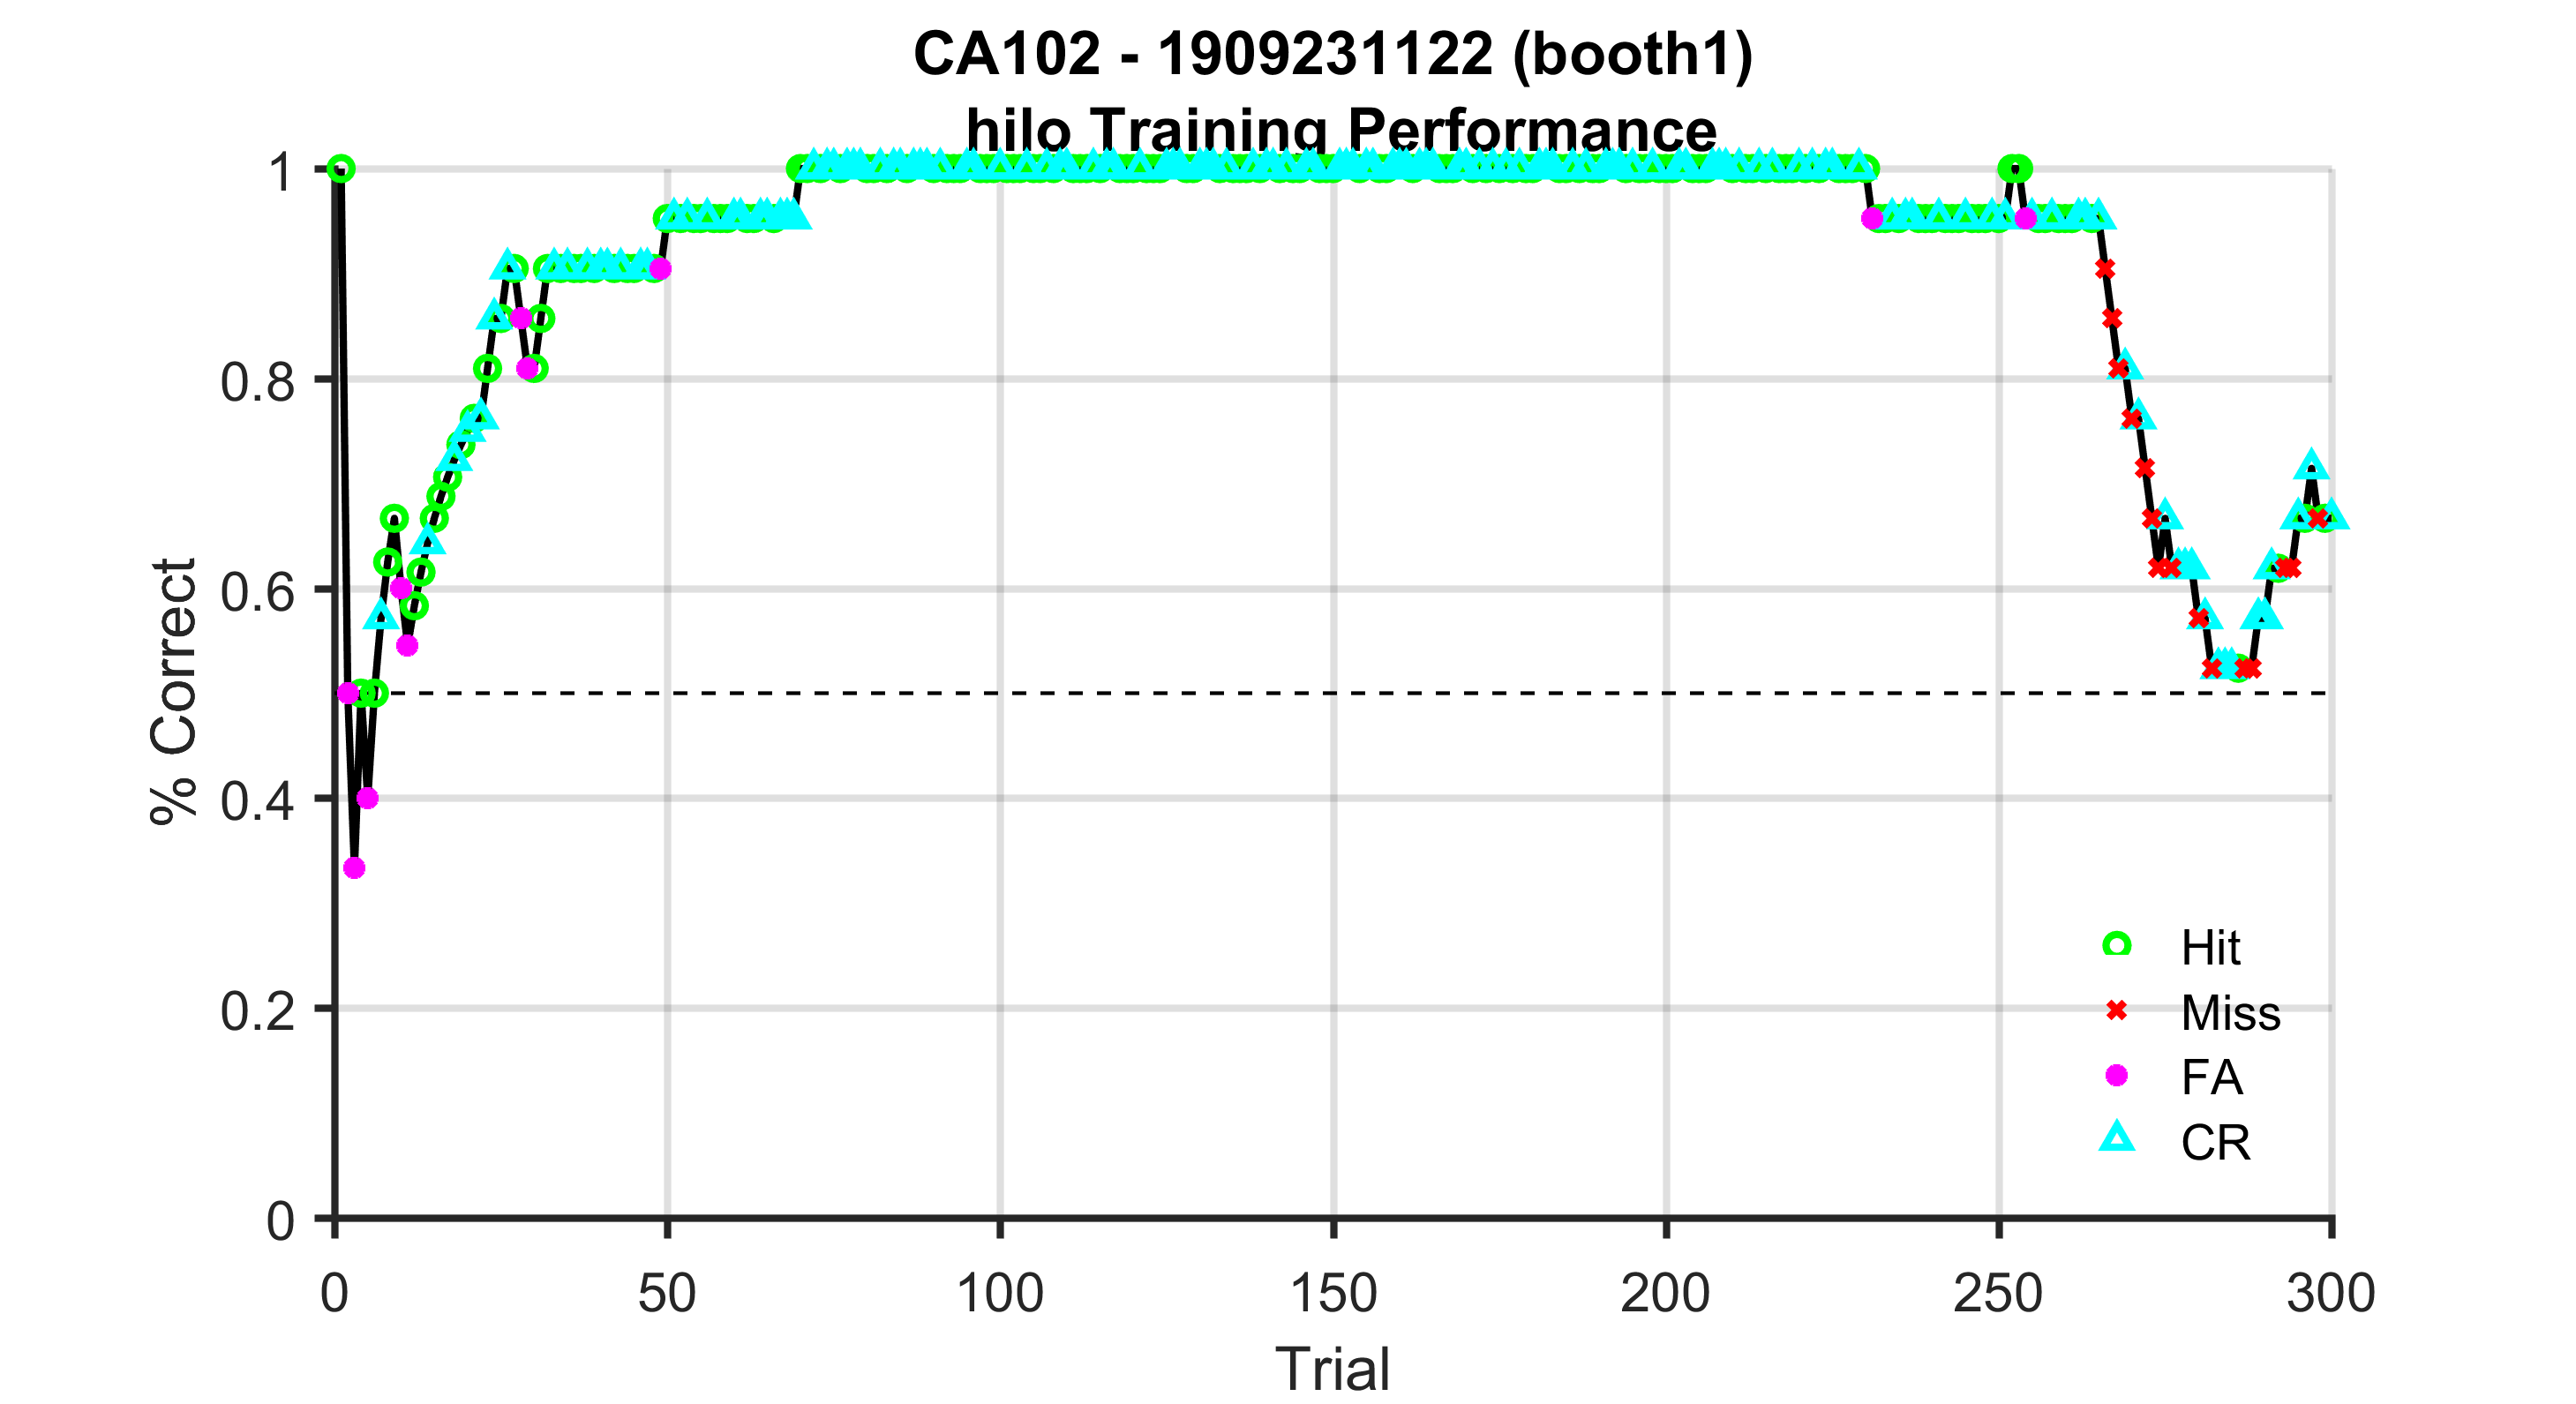 CA102 - 1909231122 (booth1)
hilo Training Performance
1
0.8
0.6
0.4
0.2
0
% Correct
Hit
Miss
FA
CR
0 50 100 150 200 250 300
Trial